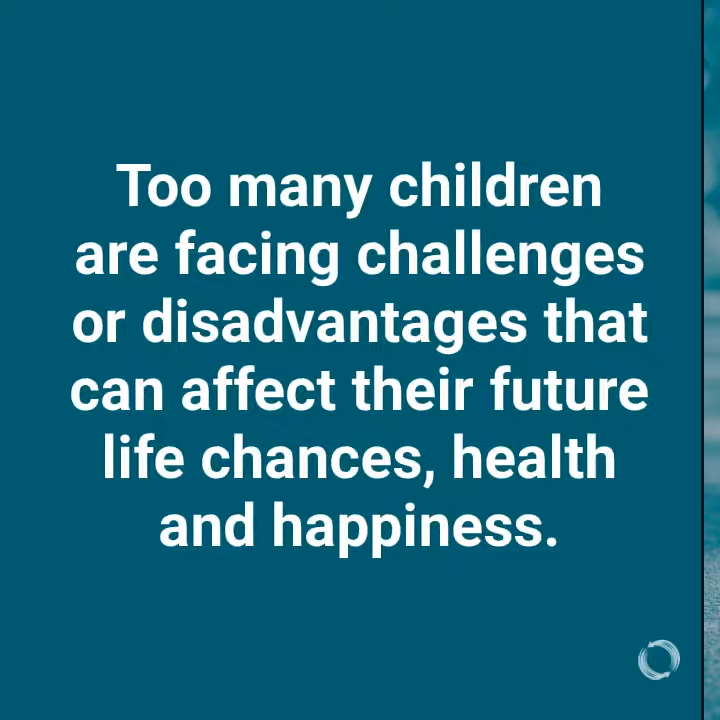 Too many children
are facing challenges
or disadvantages that
can affect their future
life chances, health
and happiness.